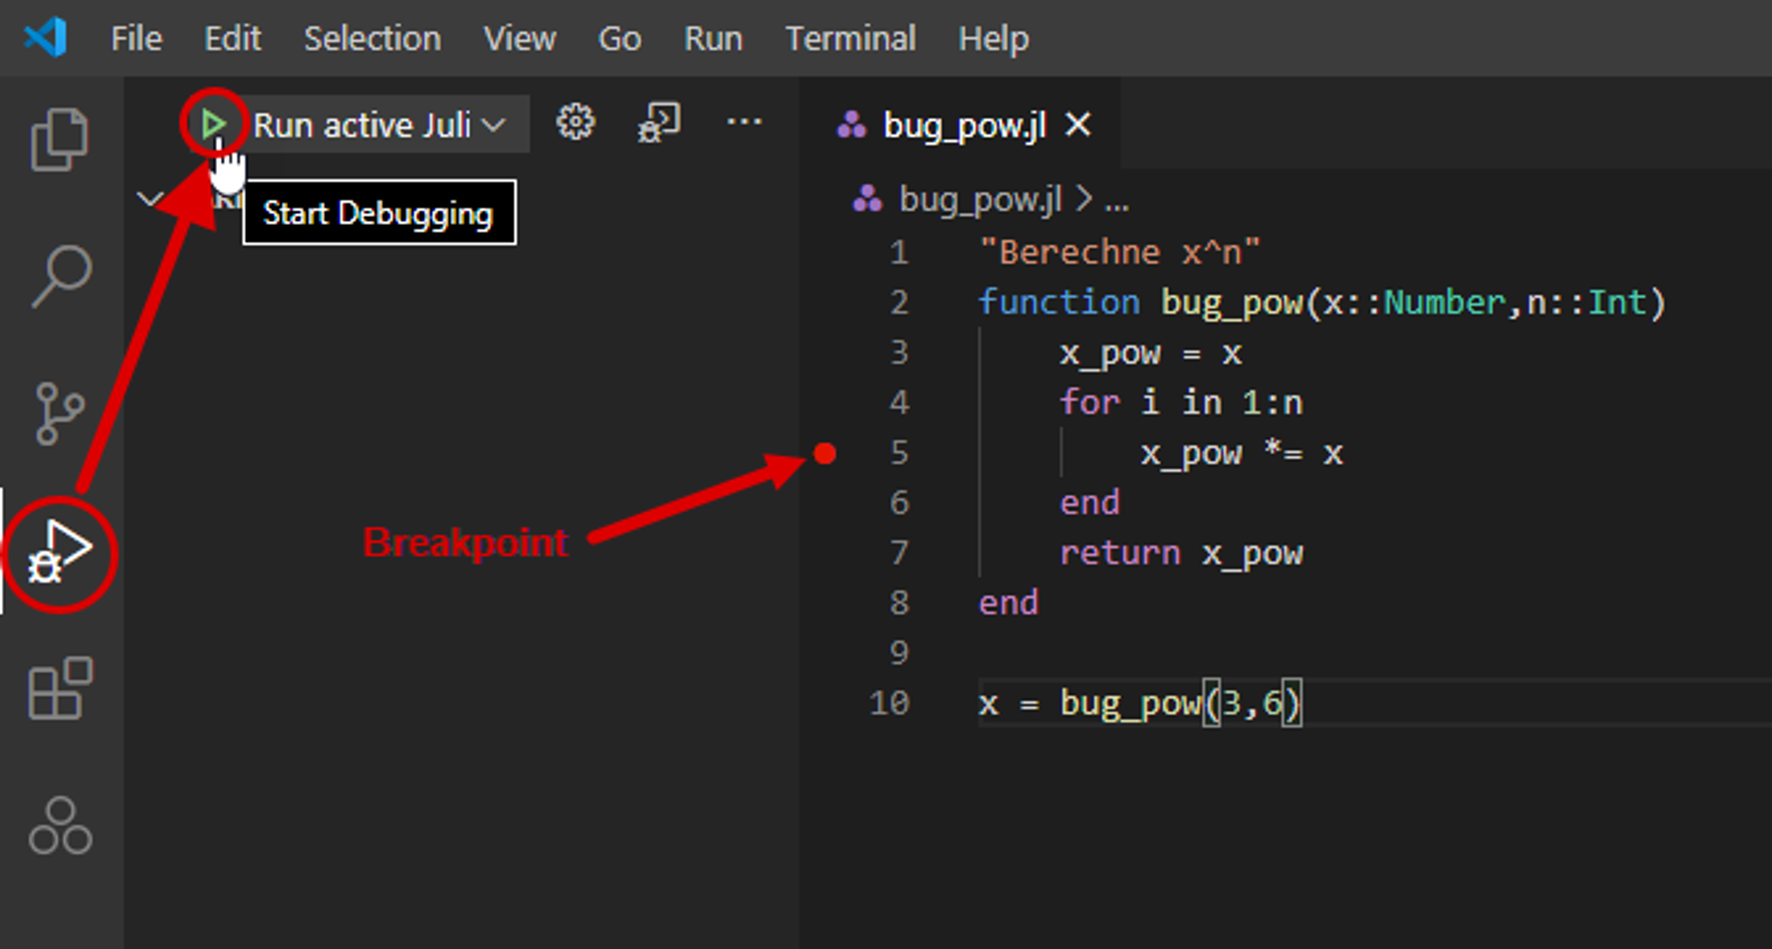 File Edit Selection View Go Run Terminal Help
Run active Juli
Start Debugging
bug_pow.jl
bug_pow.jl > ...
1 "Berechne x^n"
2 function bug_pow(x::Number,n::Int)
3 x_pow = x
4 for i in 1:n
5 x_pow *= x
6 end
7 return x_pow
8 end
9
10 x = bug_pow(3,6)
Breakpoint